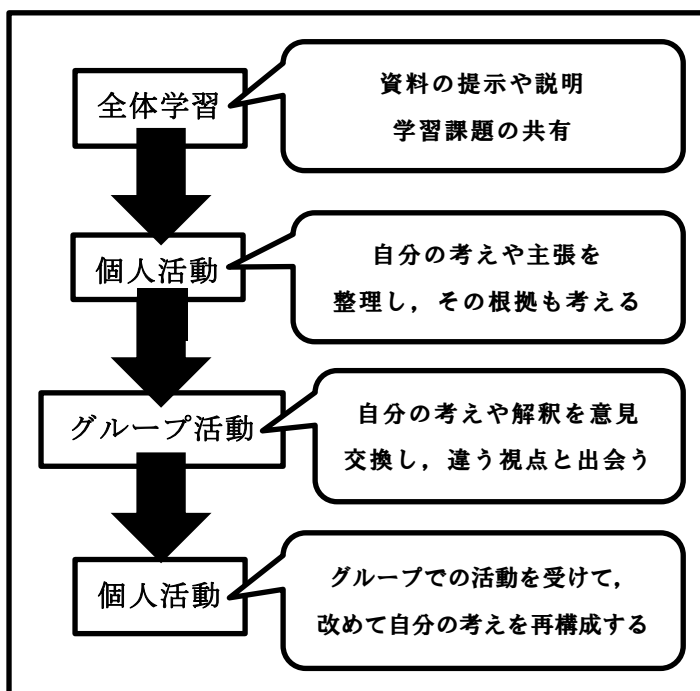 全体学習
資料の提示や説明
学習課題の共有
個人活動
自分の考えや主張を
整理し，その根拠も考える
グループ活動
自分の考えや解釈を意見
交換し，違う視点と出会う
個人活動
グループでの活動を受けて，
改めて自分の考えを再構成する